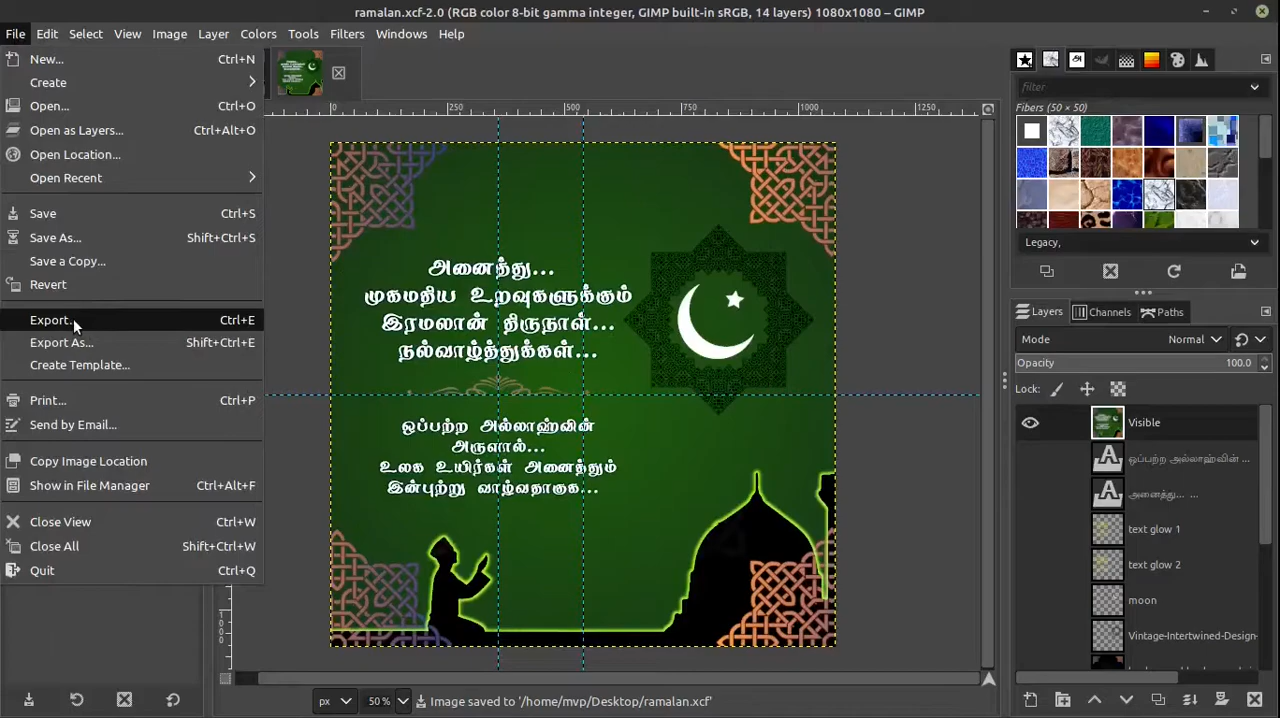 ramalan.xcf-2.0 (RGB color 8-bit gamma integer, GIMP built-in sRGB, 14 layers) 1080x1080 – GIMP
File Edit Select View Image Layer Colors Tools Filters Windows Help
New... Ctrl+N
Create
Open... Ctrl+O
Open as Layers... Ctrl+Alt+O
Open Location...
Open Recent
Save Ctrl+S
Save As... Shift+Ctrl+S
Save a Copy...
Revert
Export... Ctrl+E
Export As... Shift+Ctrl+E
Create Template...
Print... Ctrl+P
Send by Email...
Copy Image Location
Show in File Manager Ctrl+Alt+F
Close View Ctrl+W
Close All Shift+Ctrl+W
Quit Ctrl+Q
0 250 500 750 1000 1250
அனைத்து...
முகமதிய உறவுகளுக்கும்
இரமலான் திருநாள்...
நல்வாழ்த்துக்கள்...
ஒப்பற்ற அல்லாஹ்வின்
அருளால்...
உலக உயிர்கள் அனைத்தும்
இன்புற்று வாழ்வதாகுக...
1000
px 50 % Image saved to '/home/mvp/Desktop/ramalan.xcf'
filter
Fibers (50 × 50)
Legacy,
Layers Channels Paths
Mode Normal
Opacity 100.0
Lock:
Visible
ஒப்பற்ற அல்லாஹ்வின் ...
அனைத்து... ...
text glow 1
text glow 2
moon
Vintage-Intertwined-Design-